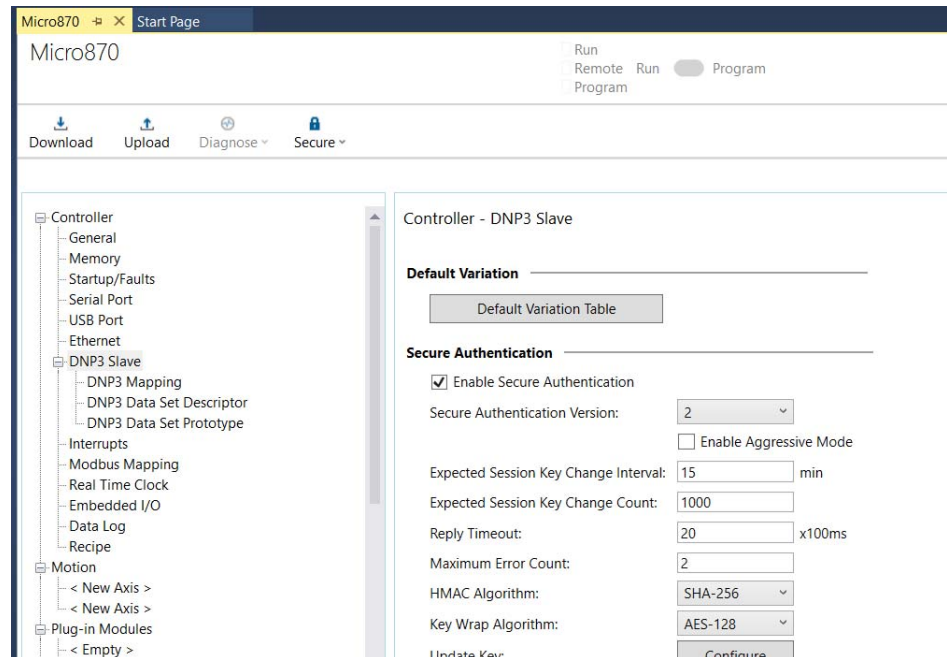 Micro870 Start Page
Micro870
Run
Remote Run Program
Program
Download Upload Diagnose Secure
Controller
General
Memory
Startup/Faults
Serial Port
USB Port
Ethernet
DNP3 Slave
DNP3 Mapping
DNP3 Data Set Descriptor
DNP3 Data Set Prototype
Interrupts
Modbus Mapping
Real Time Clock
Embedded I/O
Data Log
Recipe
Motion
< New Axis >
< New Axis >
Plug-in Modules
< Empty >
Controller - DNP3 Slave
Default Variation
Default Variation Table
Secure Authentication
Enable Secure Authentication
Secure Authentication Version: 2
Enable Aggressive Mode
Expected Session Key Change Interval: 15 min
Expected Session Key Change Count: 1000
Reply Timeout: 20 x100ms
Maximum Error Count: 2
HMAC Algorithm: SHA-256
Key Wrap Algorithm: AES-128
Update Key: Configure